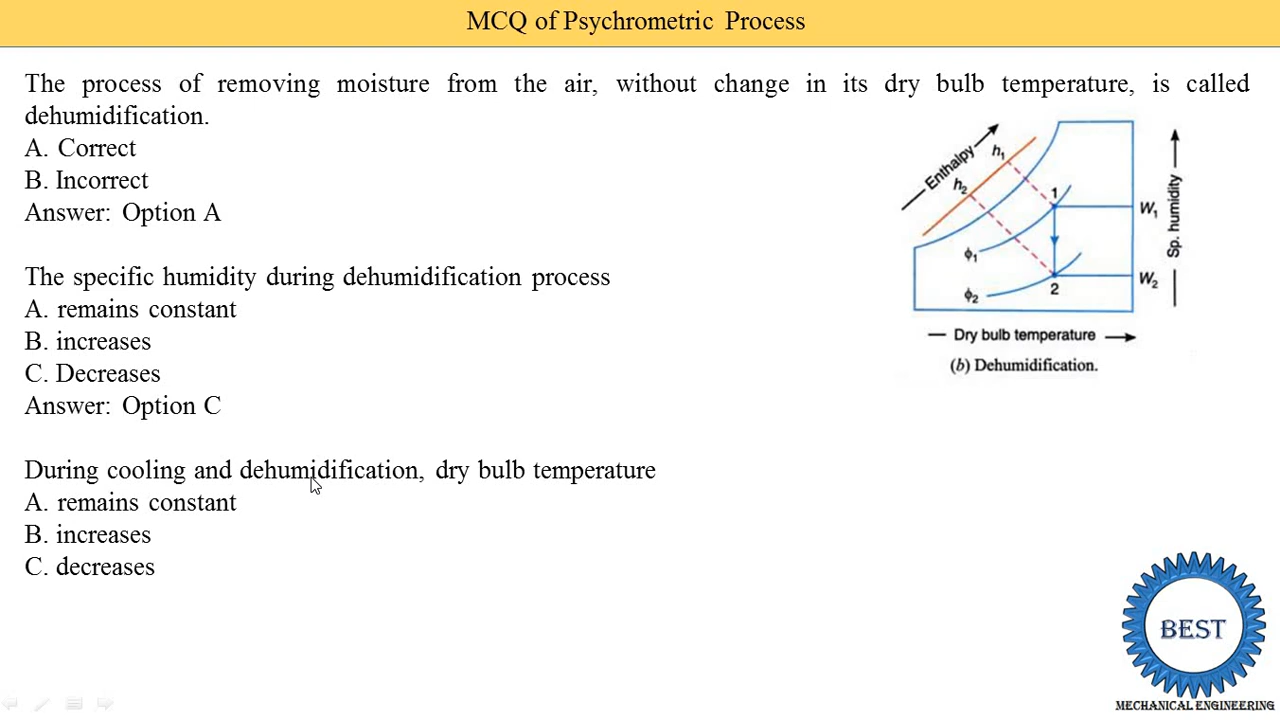 MCQ of Psychrometric Process
The process of removing moisture from the air, without change in its dry bulb temperature, is called
dehumidification.
A. Correct
B. Incorrect
Answer: Option A
The specific humidity during dehumidification process
A. remains constant
B. increases
C. Decreases
Answer: Option C
During cooling and dehumidification, dry bulb temperature
A. remains constant
B. increases
C. decreases
Enthalpy
h₁
h₂
1
W₁
Sp. humidity
ϕ₁
W₂
ϕ₂
2
Dry bulb temperature
(b) Dehumidification.
BEST
MECHANICAL ENGINEERING